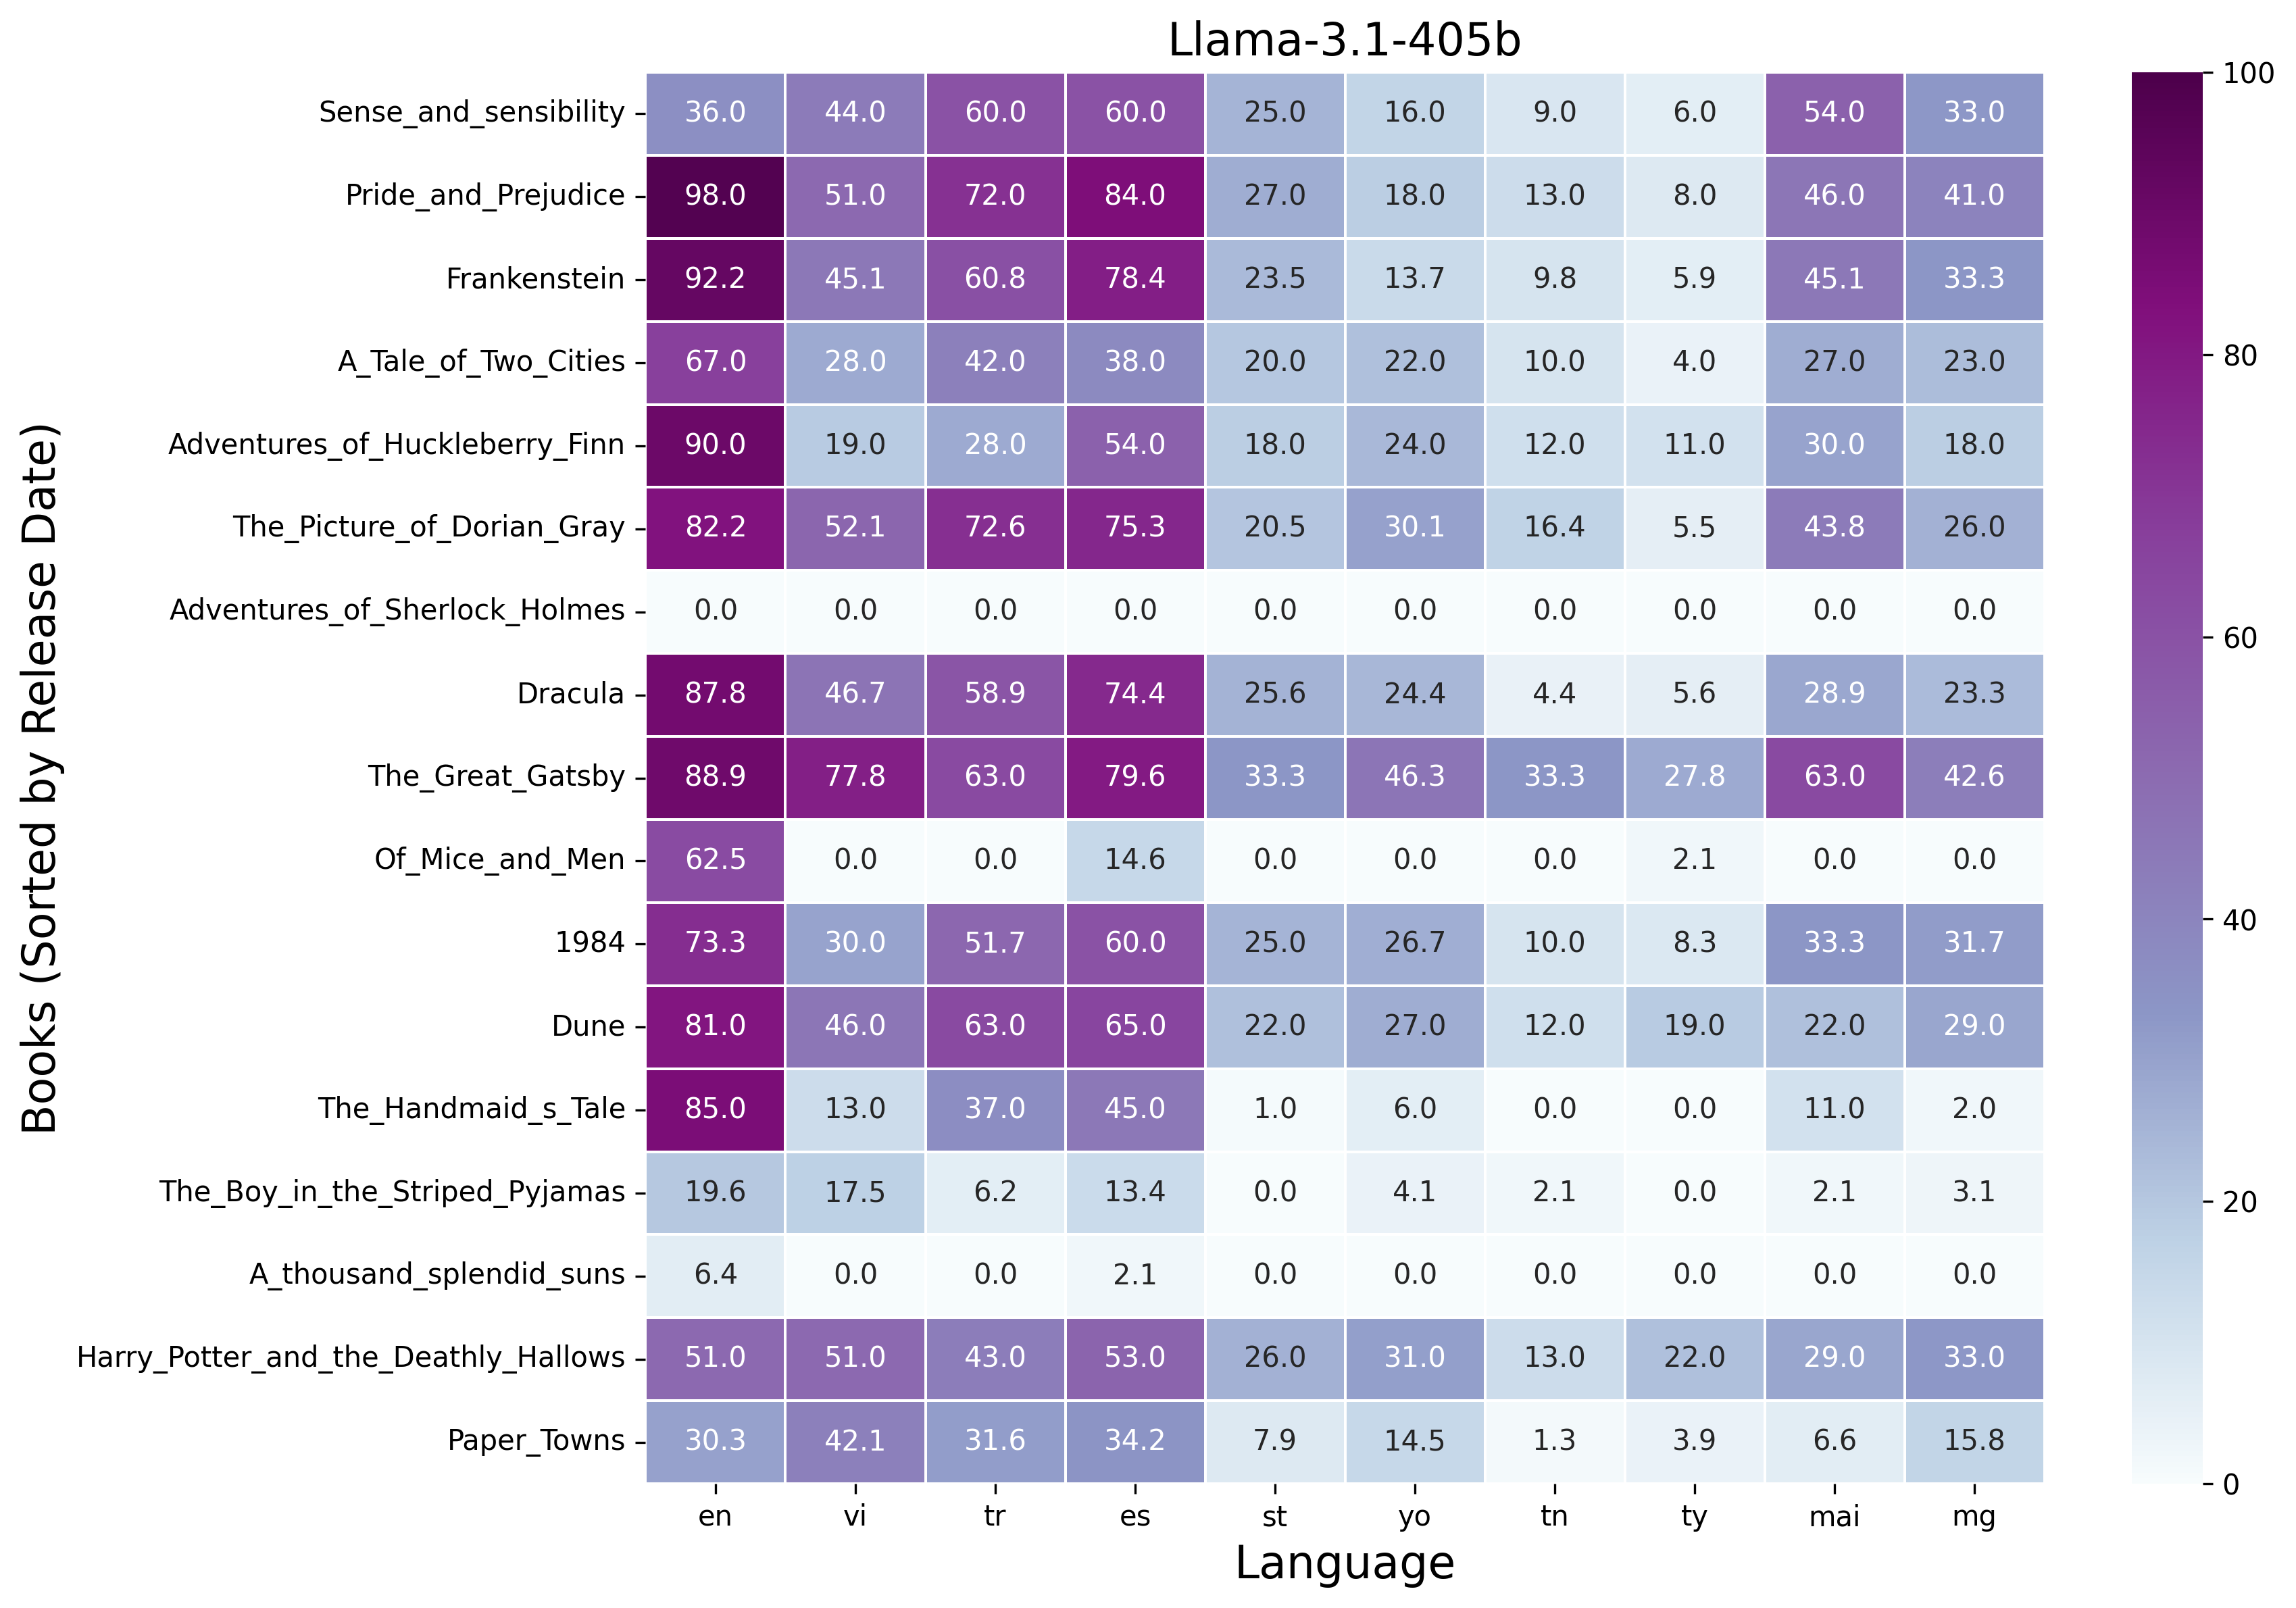 Llama-3.1-405b
Books (Sorted by Release Date)
Sense_and_sensibility 36.0 44.0 60.0 60.0 25.0 16.0 9.0 6.0 54.0 33.0
Pride_and_Prejudice 98.0 51.0 72.0 84.0 27.0 18.0 13.0 8.0 46.0 41.0
Frankenstein 92.2 45.1 60.8 78.4 23.5 13.7 9.8 5.9 45.1 33.3
A_Tale_of_Two_Cities 67.0 28.0 42.0 38.0 20.0 22.0 10.0 4.0 27.0 23.0
Adventures_of_Huckleberry_Finn 90.0 19.0 28.0 54.0 18.0 24.0 12.0 11.0 30.0 18.0
The_Picture_of_Dorian_Gray 82.2 52.1 72.6 75.3 20.5 30.1 16.4 5.5 43.8 26.0
Adventures_of_Sherlock_Holmes 0.0 0.0 0.0 0.0 0.0 0.0 0.0 0.0 0.0 0.0
Dracula 87.8 46.7 58.9 74.4 25.6 24.4 4.4 5.6 28.9 23.3
The_Great_Gatsby 88.9 77.8 63.0 79.6 33.3 46.3 33.3 27.8 63.0 42.6
Of_Mice_and_Men 62.5 0.0 0.0 14.6 0.0 0.0 0.0 2.1 0.0 0.0
1984 73.3 30.0 51.7 60.0 25.0 26.7 10.0 8.3 33.3 31.7
Dune 81.0 46.0 63.0 65.0 22.0 27.0 12.0 19.0 22.0 29.0
The_Handmaid_s_Tale 85.0 13.0 37.0 45.0 1.0 6.0 0.0 0.0 11.0 2.0
The_Boy_in_the_Striped_Pyjamas 19.6 17.5 6.2 13.4 0.0 4.1 2.1 0.0 2.1 3.1
A_thousand_splendid_suns 6.4 0.0 0.0 2.1 0.0 0.0 0.0 0.0 0.0 0.0
Harry_Potter_and_the_Deathly_Hallows 51.0 51.0 43.0 53.0 26.0 31.0 13.0 22.0 29.0 33.0
Paper_Towns 30.3 42.1 31.6 34.2 7.9 14.5 1.3 3.9 6.6 15.8
en vi tr es st yo tn ty mai mg
Language
100
80
60
40
20
0